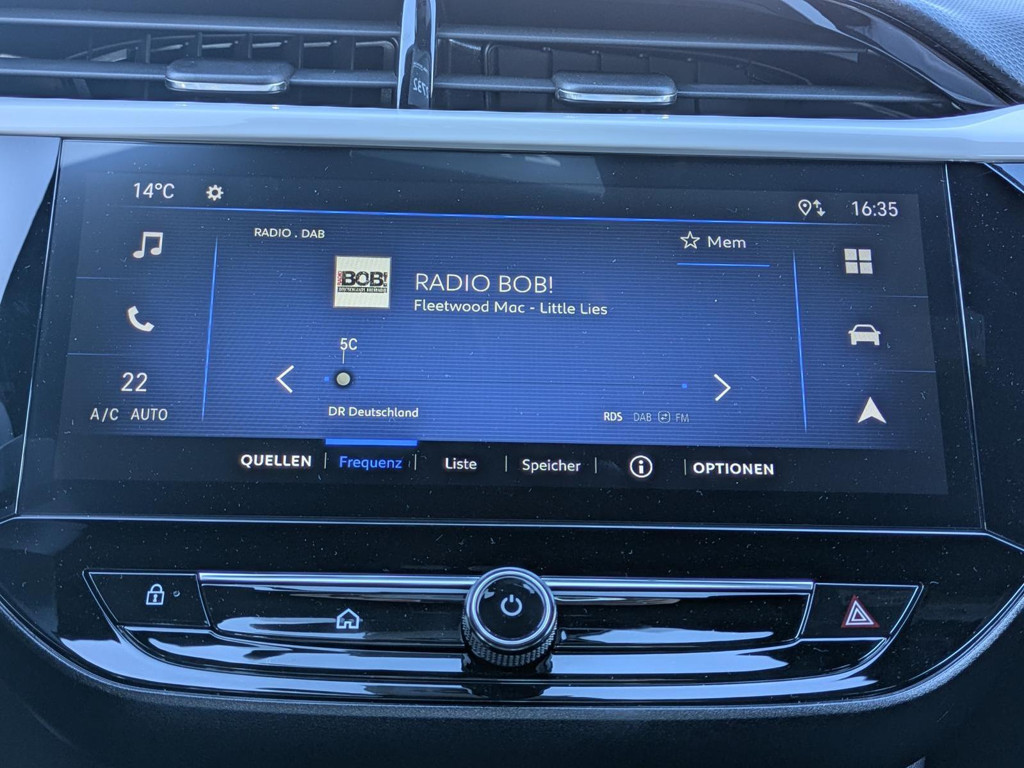 14°C
16:35
RADIO . DAB
Mem
BOB!
RADIO BOB!
Fleetwood Mac - Little Lies
5C
22
A/C AUTO
DR Deutschland
RDS DAB FM
QUELLEN
Frequenz
Liste
Speicher
OPTIONEN